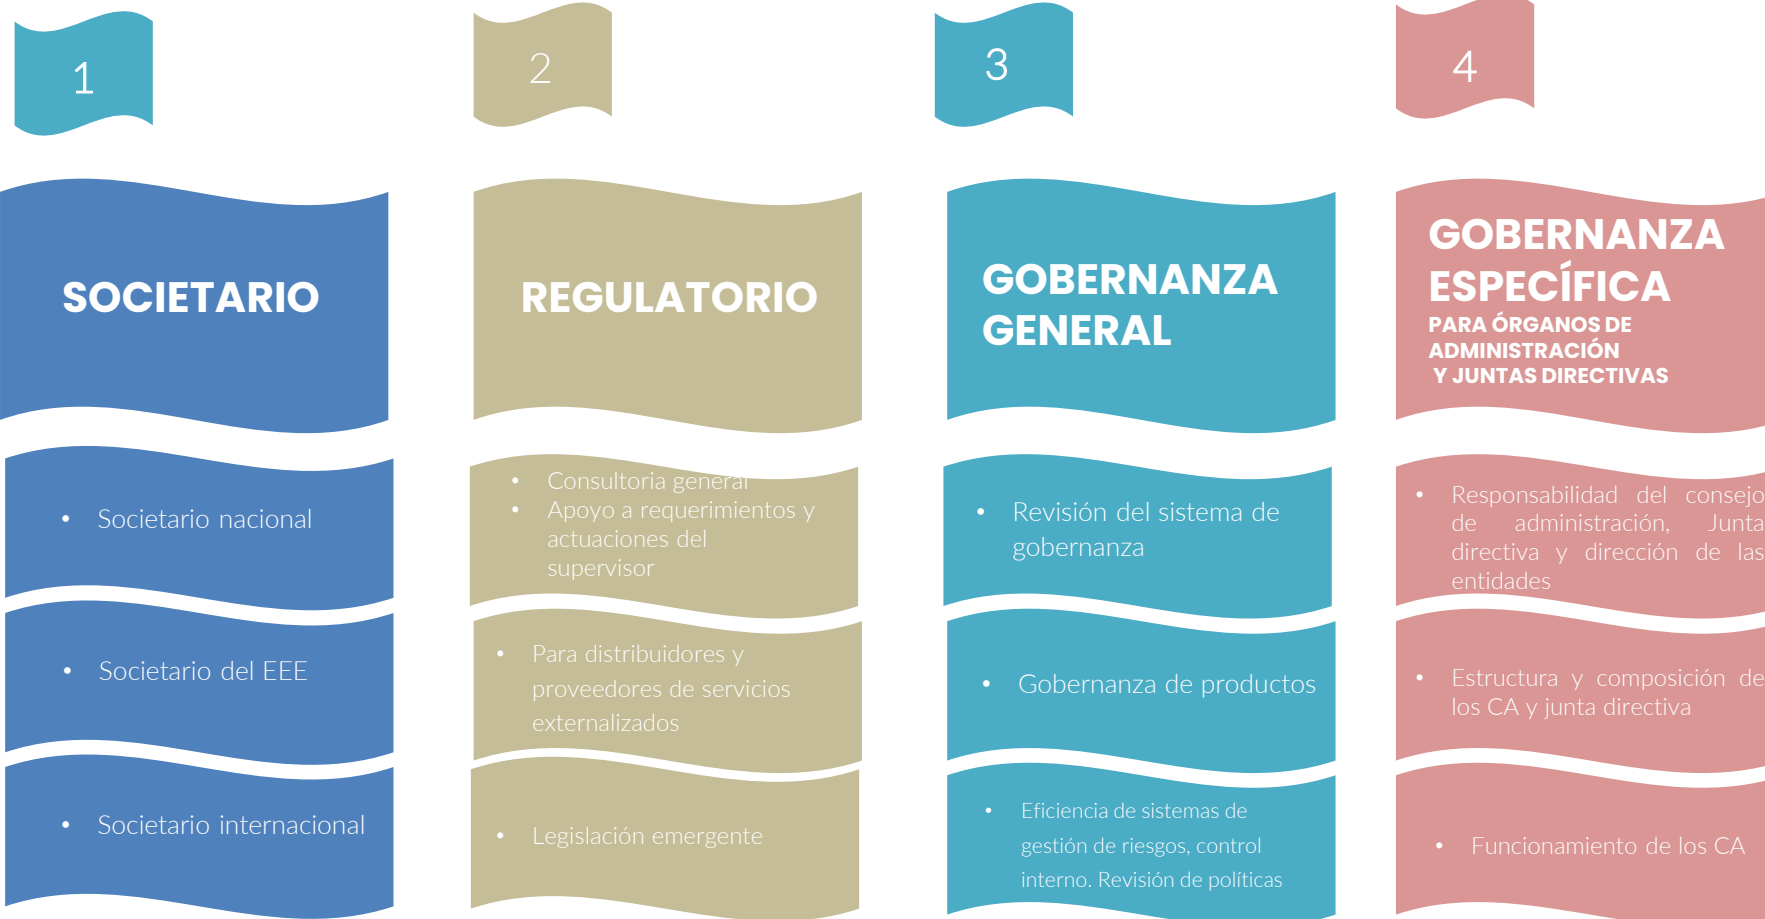 1
SOCIETARIO
• Societario nacional
• Societario del EEE
• Societario internacional
2
REGULATORIO
• Consultoria general
• Apoyo a requerimientos y
actuaciones del
supervisor
• Para distribuidores y
proveedores de servicios
externalizados
• Legislación emergente
3
GOBERNANZA
GENERAL
• Revisión del sistema de
gobernanza
• Gobernanza de productos
• Eficiencia de sistemas de
gestión de riesgos, control
interno. Revisión de políticas
4
GOBERNANZA
ESPECÍFICA
PARA ÓRGANOS DE
ADMINISTRACIÓN
Y JUNTAS DIRECTIVAS
• Responsabilidad del consejo
de administración, Junta
directiva y dirección de las
entidades
• Estructura y composición de
los CA y junta directiva
• Funcionamiento de los CA